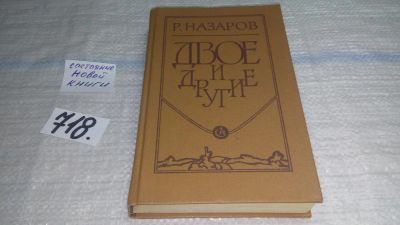 состояние
новой
книги
718.
Р. НАЗАРОВ
ДВОЕ
И
ДРУГИЕ